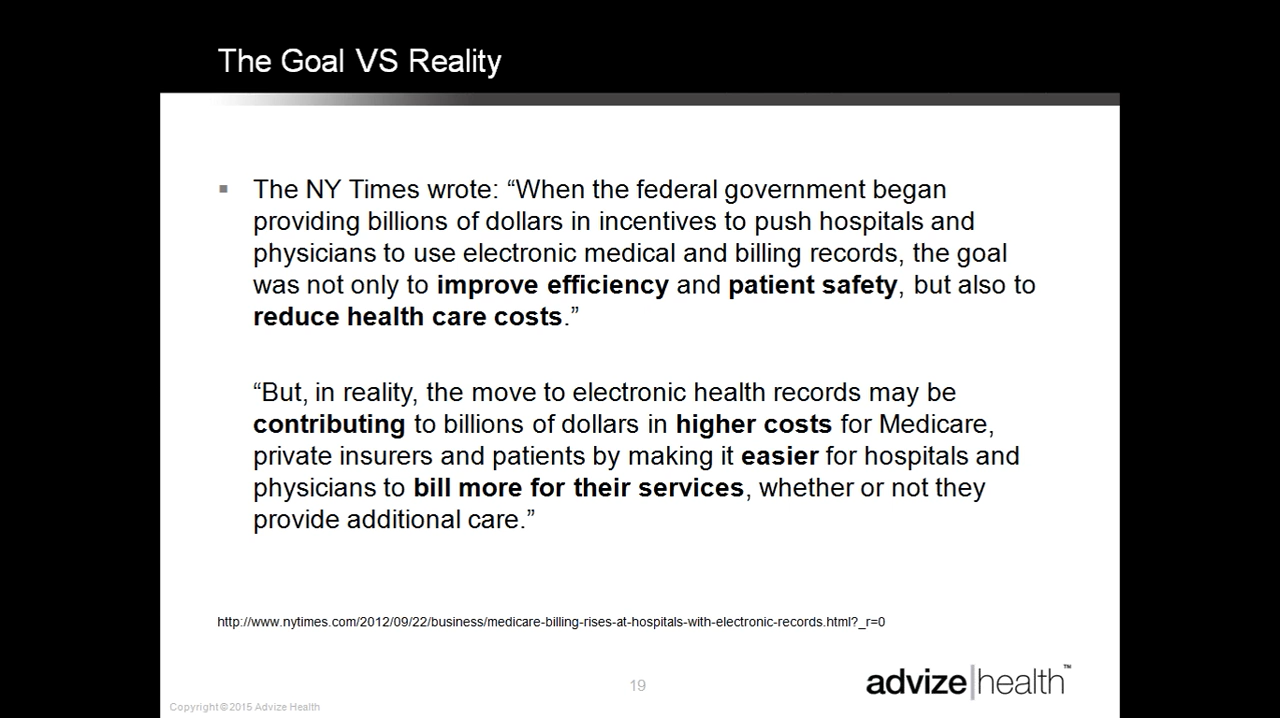 The Goal VS Reality
▪ The NY Times wrote: “When the federal government began
providing billions of dollars in incentives to push hospitals and
physicians to use electronic medical and billing records, the goal
was not only to improve efficiency and patient safety, but also to
reduce health care costs.”
“But, in reality, the move to electronic health records may be
contributing to billions of dollars in higher costs for Medicare,
private insurers and patients by making it easier for hospitals and
physicians to bill more for their services, whether or not they
provide additional care.”
http://www.nytimes.com/2012/09/22/business/medicare-billing-rises-at-hospitals-with-electronic-records.html?_r=0
19
advize|health™
Copyright©2015 Advize Health